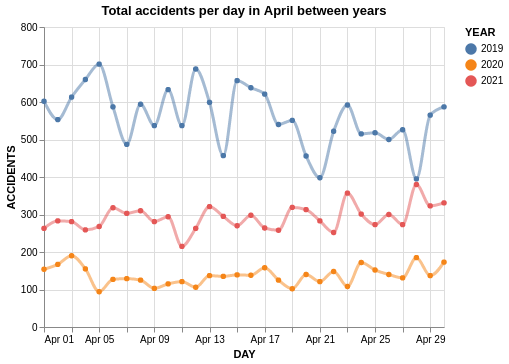 Total accidents per day in April between years
YEAR
2019
2020
2021
ACCIDENTS
800
700
600
500
400
300
200
100
0
Apr 01 Apr 05 Apr 09 Apr 13 Apr 17 Apr 21 Apr 25 Apr 29
DAY